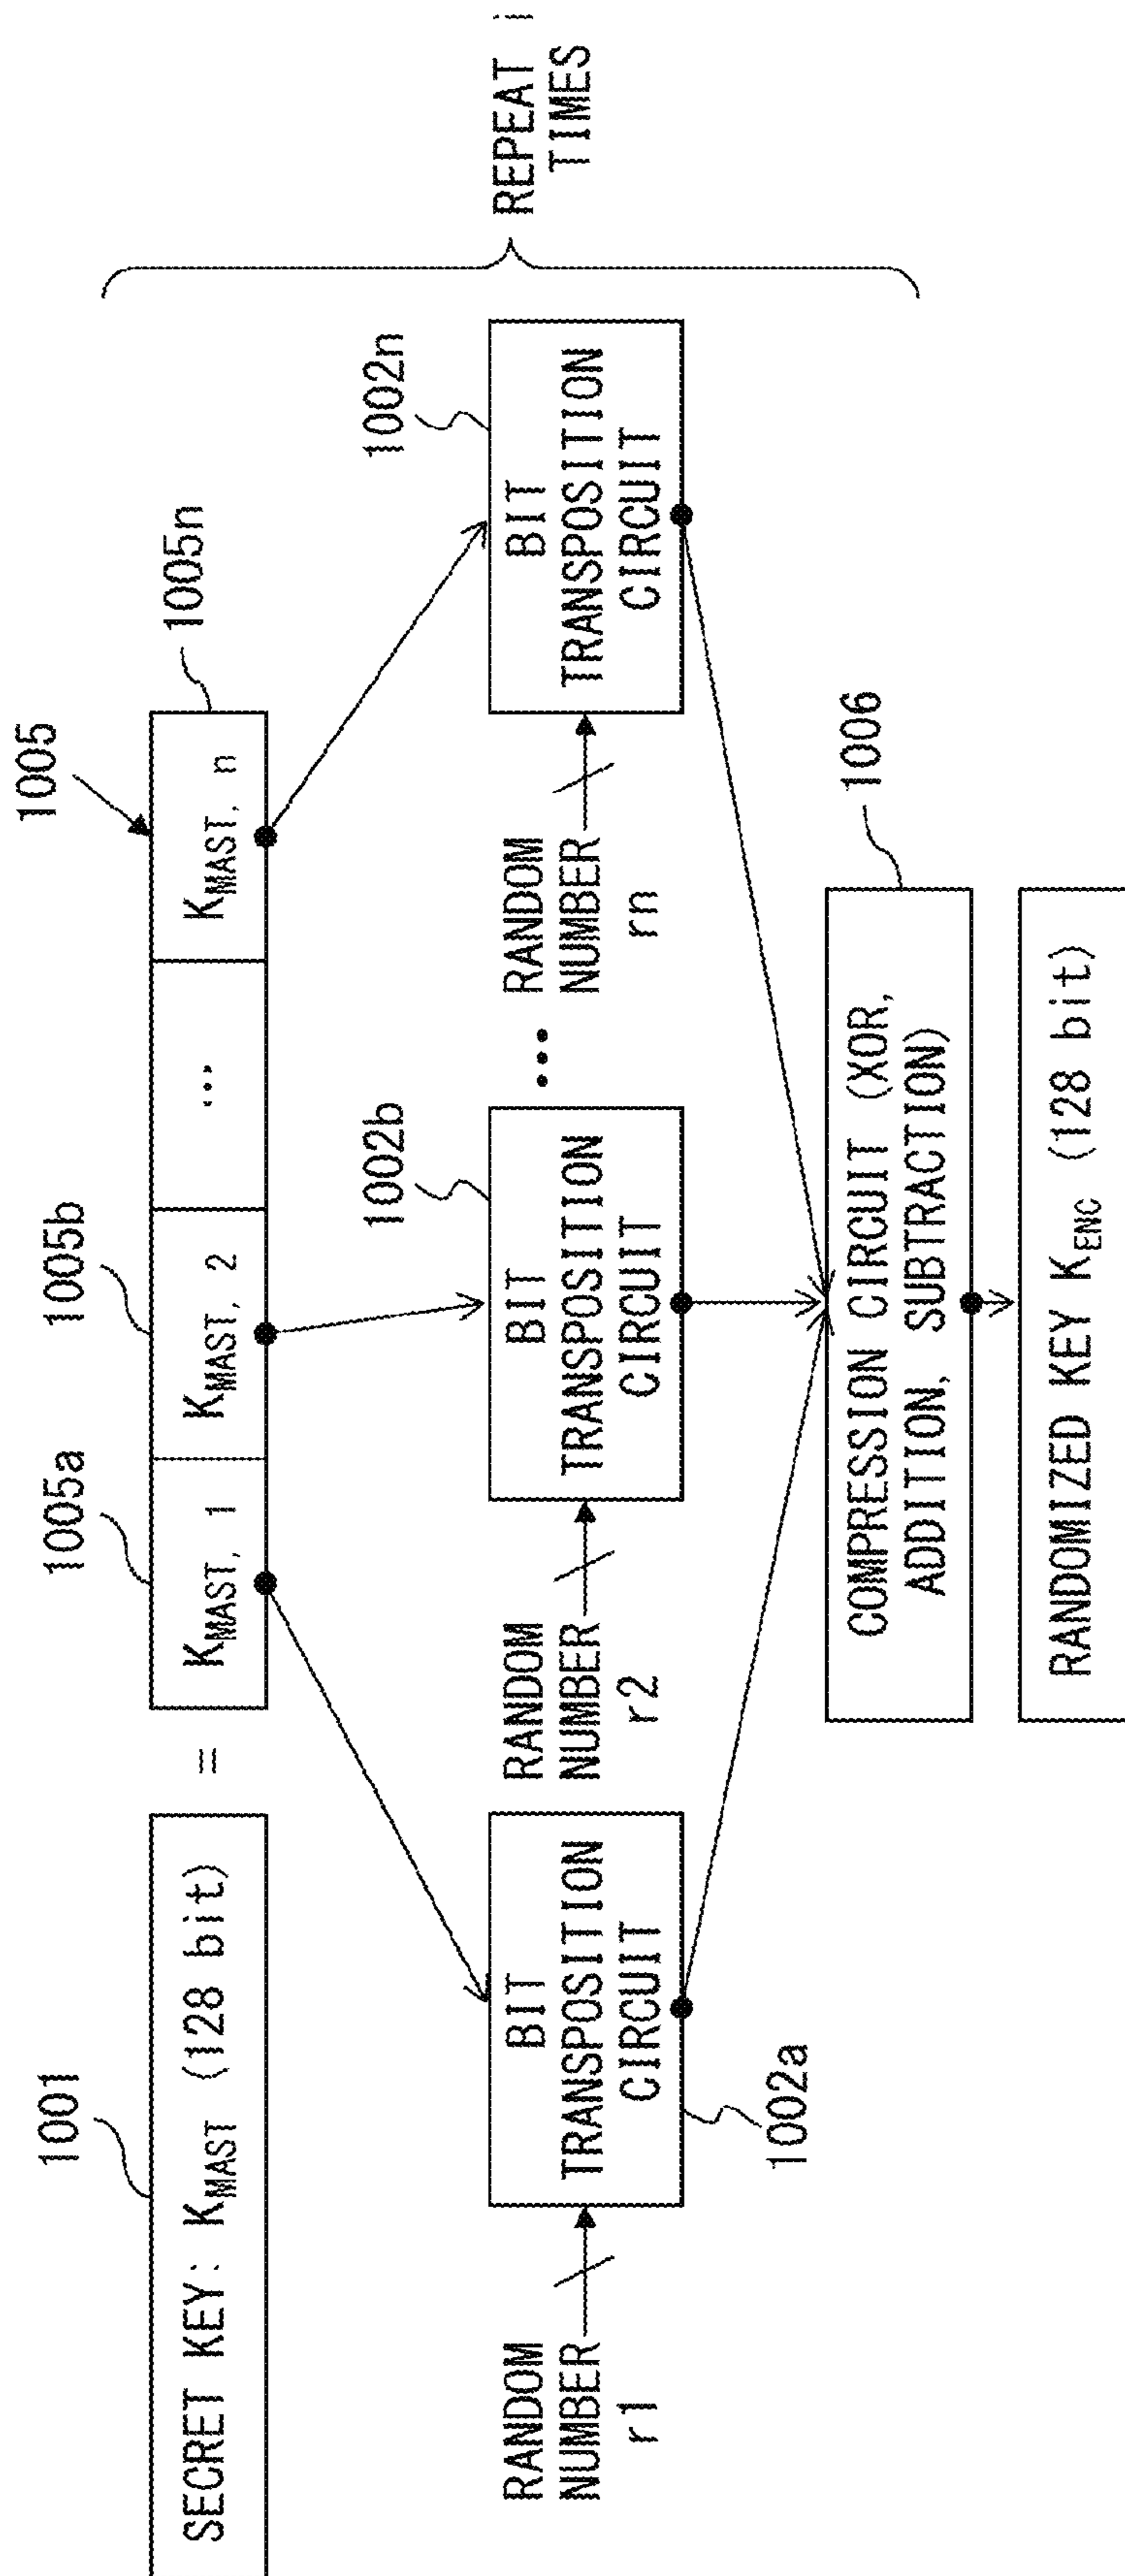 1001
SECRET KEY: K_MAST (128 bit)
=
1005a
1005b
1005
1005n
K_MAST, 1
K_MAST, 2
...
K_MAST, n
REPEAT i
TIMES
RANDOM
NUMBER
r1
BIT
TRANSPOSITION
CIRCUIT
1002a
RANDOM
NUMBER
r2
BIT
TRANSPOSITION
CIRCUIT
1002b
...
RANDOM
NUMBER
rn
BIT
TRANSPOSITION
CIRCUIT
1002n
COMPRESSION CIRCUIT (XOR,
ADDITION, SUBTRACTION)
1006
RANDOMIZED KEY K_ENC (128 bit)